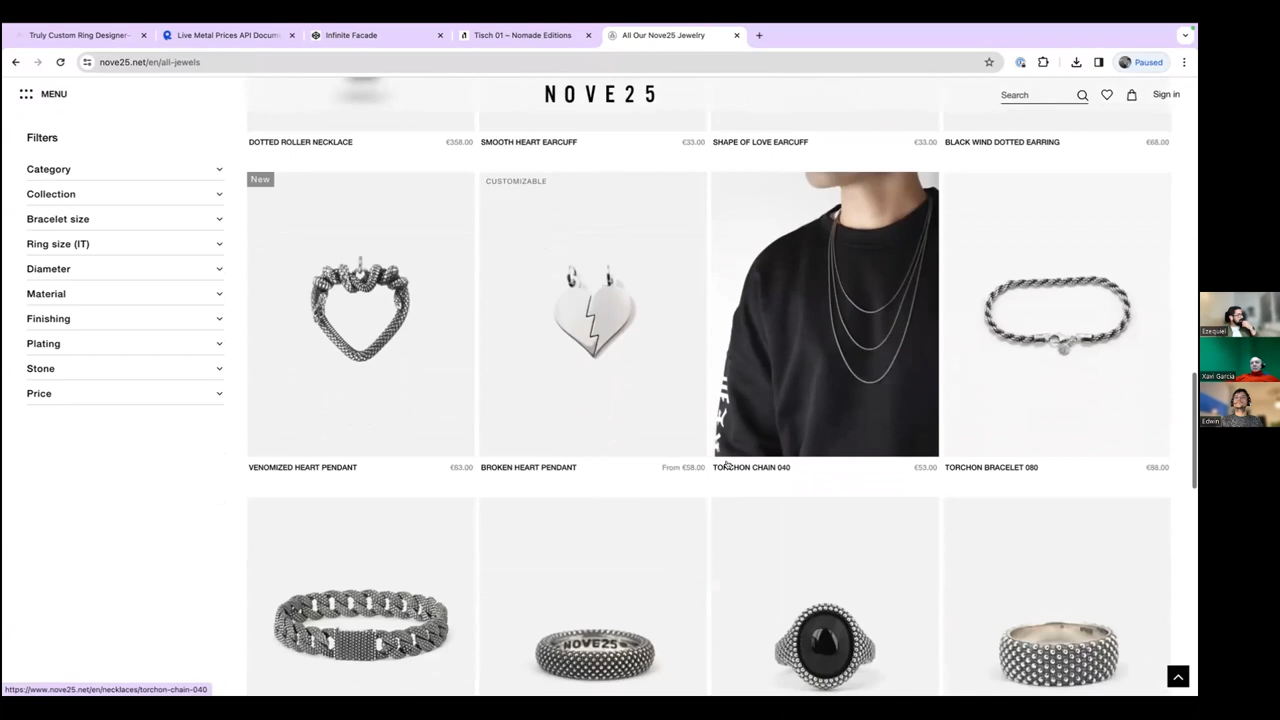 Truly Custom Ring Designer-
Live Metal Prices API Docum
Infinite Facade
Tisch 01 – Nomade Editions
All Our Nove25 Jewelry
nove25.net/en/all-jewels
Paused
MENU
NOVE25
Search
Sign in
Filters
Category
Collection
Bracelet size
Ring size (IT)
Diameter
Material
Finishing
Plating
Stone
Price
DOTTED ROLLER NECKLACE €358.00
SMOOTH HEART EARCUFF €33.00
SHAPE OF LOVE EARCUFF €33.00
BLACK WIND DOTTED EARRING €68.00
New
CUSTOMIZABLE
VENOMIZED HEART PENDANT €63.00
BROKEN HEART PENDANT From €58.00
TORCHON CHAIN 040 €53.00
TORCHON BRACELET 080 €88.00
NOVE25
https://www.nove25.net/en/necklaces/torchon-chain-040
Ezequiel
Xavi Garcia
Edwin